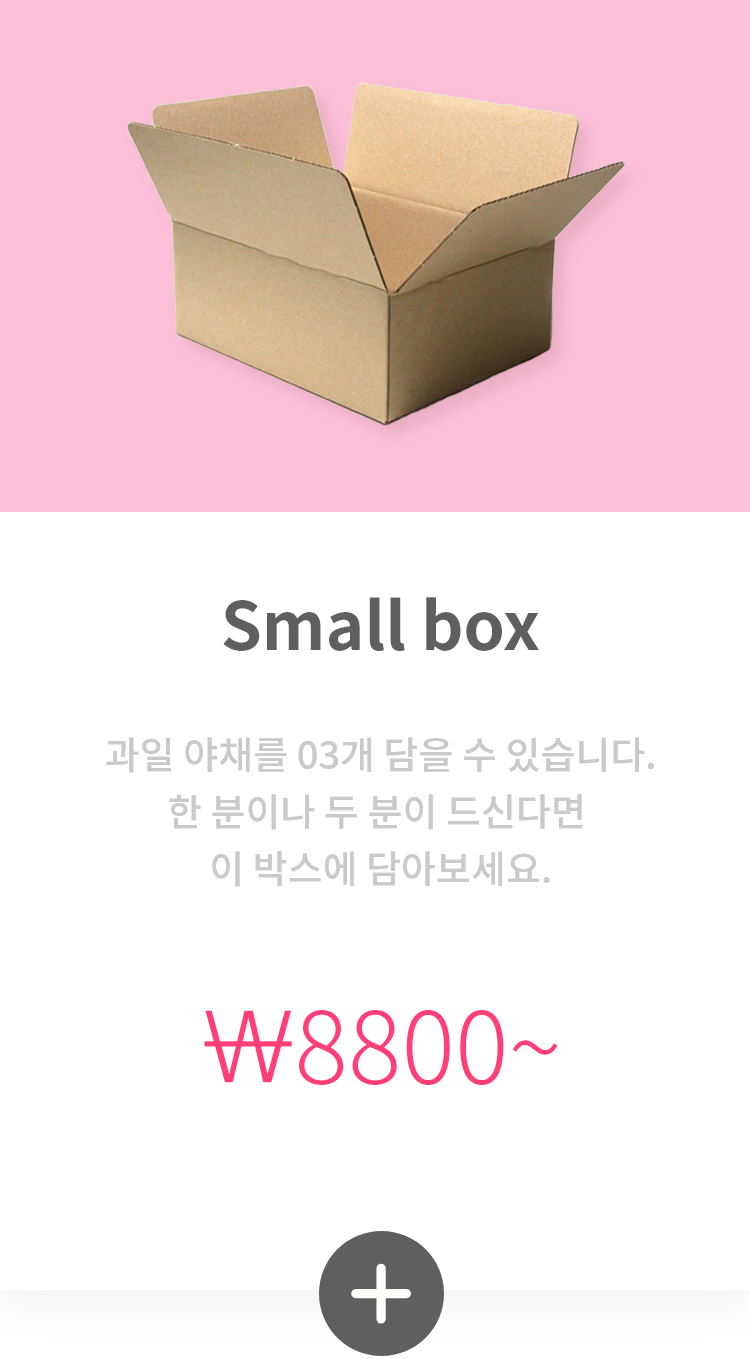 Small box
과일 야채를 03개 담을 수 있습니다.
한 분이나 두 분이 드신다면
이 박스에 담아보세요.
₩8800~